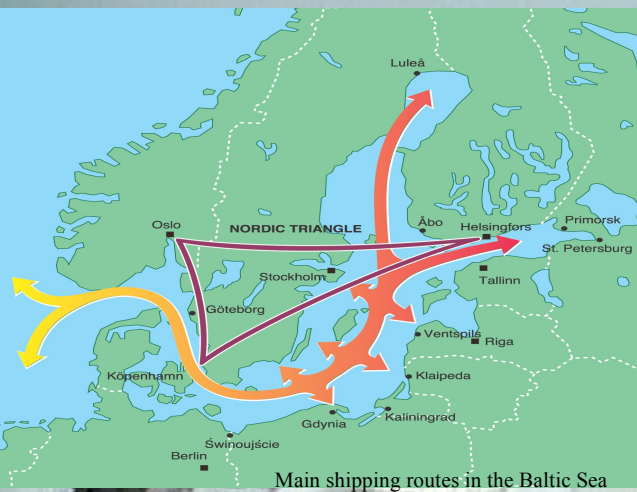 Luleå
Oslo
NORDIC TRIANGLE
Åbo
Helsingfors
Primorsk
St. Petersburg
Stockholm
Tallinn
Göteborg
Ventspils
Riga
Köpenhamn
Klaipeda
Gdynia
Kaliningrad
Świnoujście
Berlin
Main shipping routes in the Baltic Sea